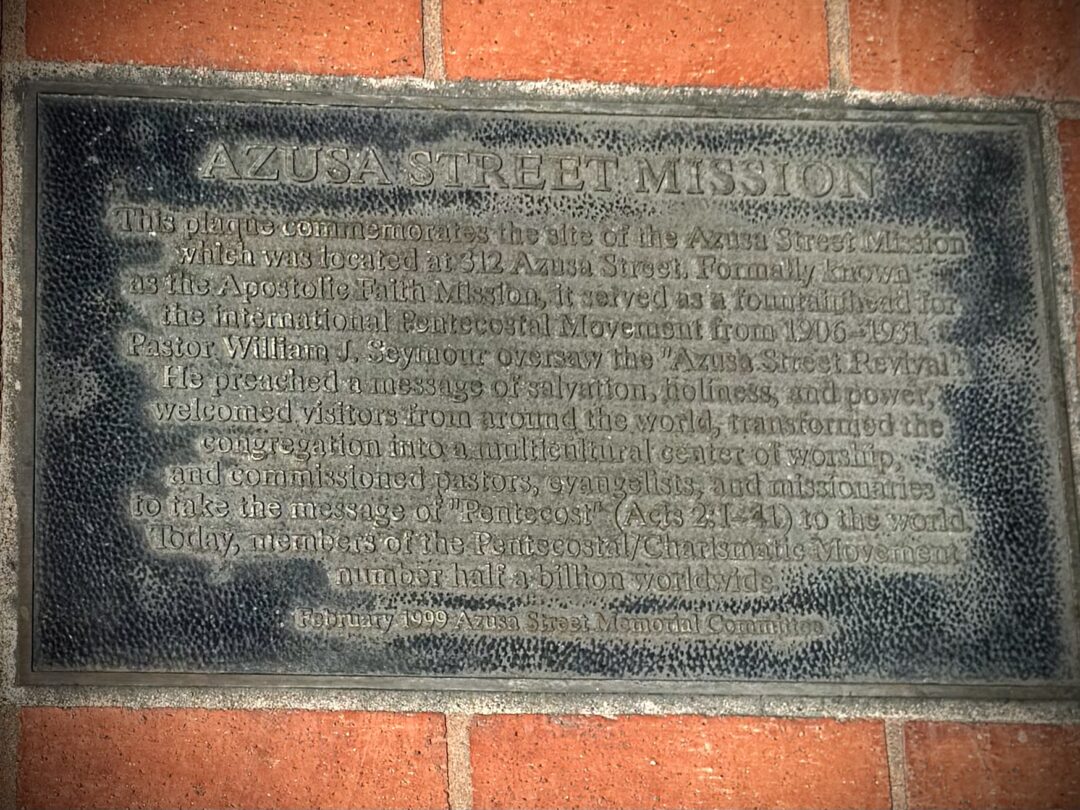 AZUSA STREET MISSION
This plaque commemorates the site of the Azusa Street Mission
which was located at 312 Azusa Street. Formally known
as the Apostolic Faith Mission, it served as a fountainhead for
the international Pentecostal Movement from 1906-1931.
Pastor William J. Seymour oversaw the "Azusa Street Revival".
He preached a message of salvation, holiness, and power,
welcomed visitors from around the world, transformed the
congregation into a multicultural center of worship,
and commissioned pastors, evangelists, and missionaries
to take the message of "Pentecost" (Acts 2:1-41) to the world.
Today, members of the Pentecostal/Charismatic Movement
number half a billion worldwide.
February 1999 Azusa Street Memorial Committee